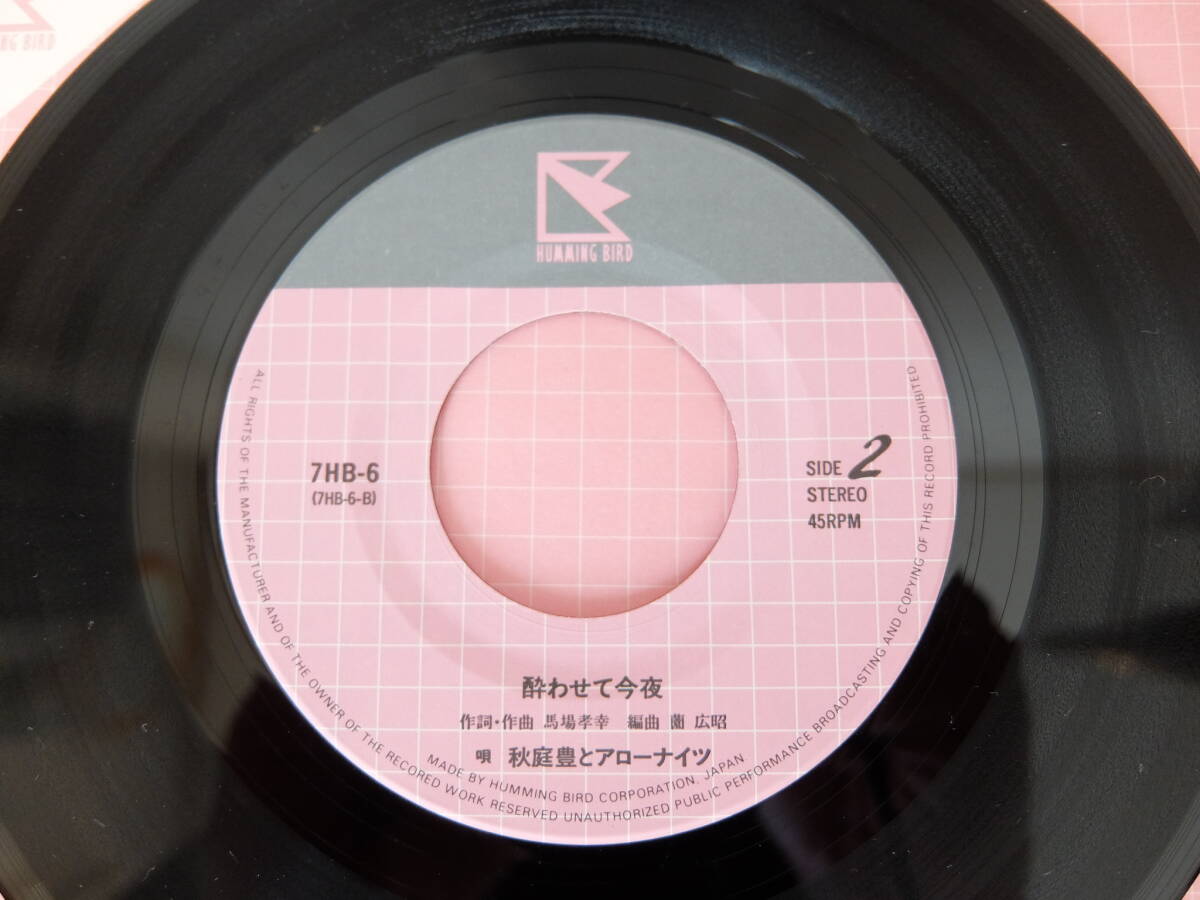 NG BIRD
HUMMING BIRD
7HB-6
(7HB-6-B)
SIDE 2
STEREO
45RPM
酔わせて今夜
作詞・作曲 馬場孝幸 編曲 蘭 広昭
唄 秋庭豊とアローナイツ
MADE BY HUMMING BIRD CORPORATION, JAPAN
ALL RIGHTS OF THE MANUFACTURER AND OF THE OWNER OF THE RECORDED WORK RESERVED UNAUTHORIZED PUBLIC PERFORMANCE BROADCASTING AND COPYING OF THIS RECORD PROHIBITED